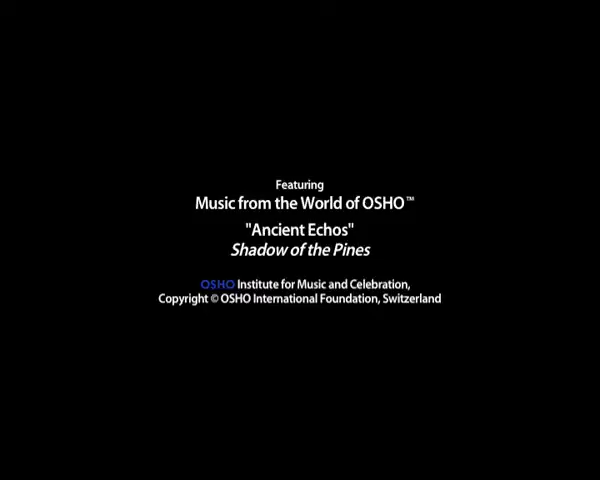 Featuring
Music from the World of OSHO™
"Ancient Echos"
Shadow of the Pines
OSHO Institute for Music and Celebration,
Copyright © OSHO International Foundation, Switzerland